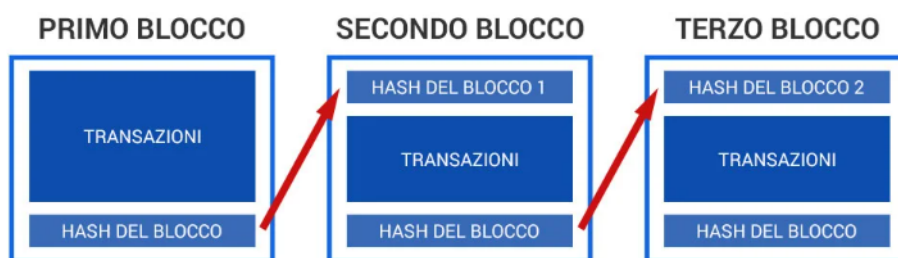 PRIMO BLOCCO
TRANSAZIONI
HASH DEL BLOCCO
SECONDO BLOCCO
HASH DEL BLOCCO 1
TRANSAZIONI
HASH DEL BLOCCO
TERZO BLOCCO
HASH DEL BLOCCO 2
TRANSAZIONI
HASH DEL BLOCCO